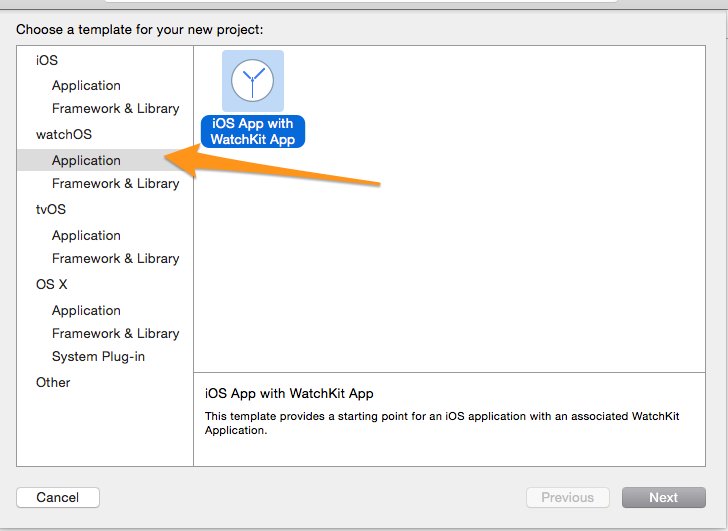 Choose a template for your new project:
iOS
Application
Framework & Library
watchOS
Application
Framework & Library
tvOS
Application
Framework & Library
OS X
Application
Framework & Library
System Plug-in
Other
iOS App with
WatchKit App
iOS App with WatchKit App
This template provides a starting point for an iOS application with an associated WatchKit
Application.
Cancel
Previous
Next